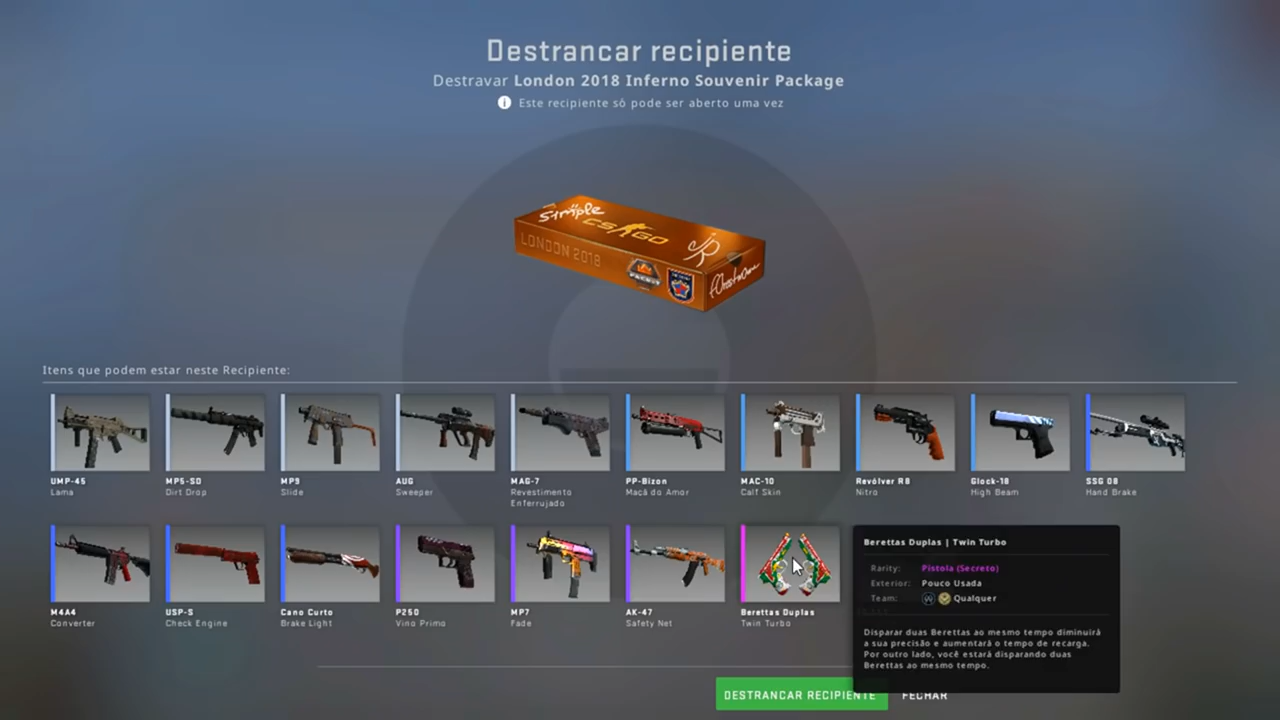 Destrancar recipiente
Destravar London 2018 Inferno Souvenir Package
Este recipiente só pode ser aberto uma vez
s1mple
CS GO
JR
LONDON 2018
Itens que podem estar neste Recipiente:
UMP-45
Lama
MP5-SD
Dirt Drop
MP9
Slide
AUG
Sweeper
MAG-7
Revestimento
Enferrujado
PP-Bizon
Maçã do Amor
MAC-10
Calf Skin
Revólver R8
Nitro
Glock-18
High Beam
SSG 08
Hand Brake
M4A4
Converter
USP-S
Check Engine
Cano Curto
Brake Light
P250
Vino Primo
MP7
Fade
AK-47
Safety Net
Berettas Duplas
Twin Turbo
Berettas Duplas | Twin Turbo
Rarity: Pistola (Secreto)
Exterior: Pouco Usada
Team: Qualquer
Disparar duas Berettas ao mesmo tempo diminuirá
a sua precisão e aumentará o tempo de recarga.
Por outro lado, você estará disparando duas
Berettas ao mesmo tempo.
DESTRANCAR RECIPIENTE
FECHAR